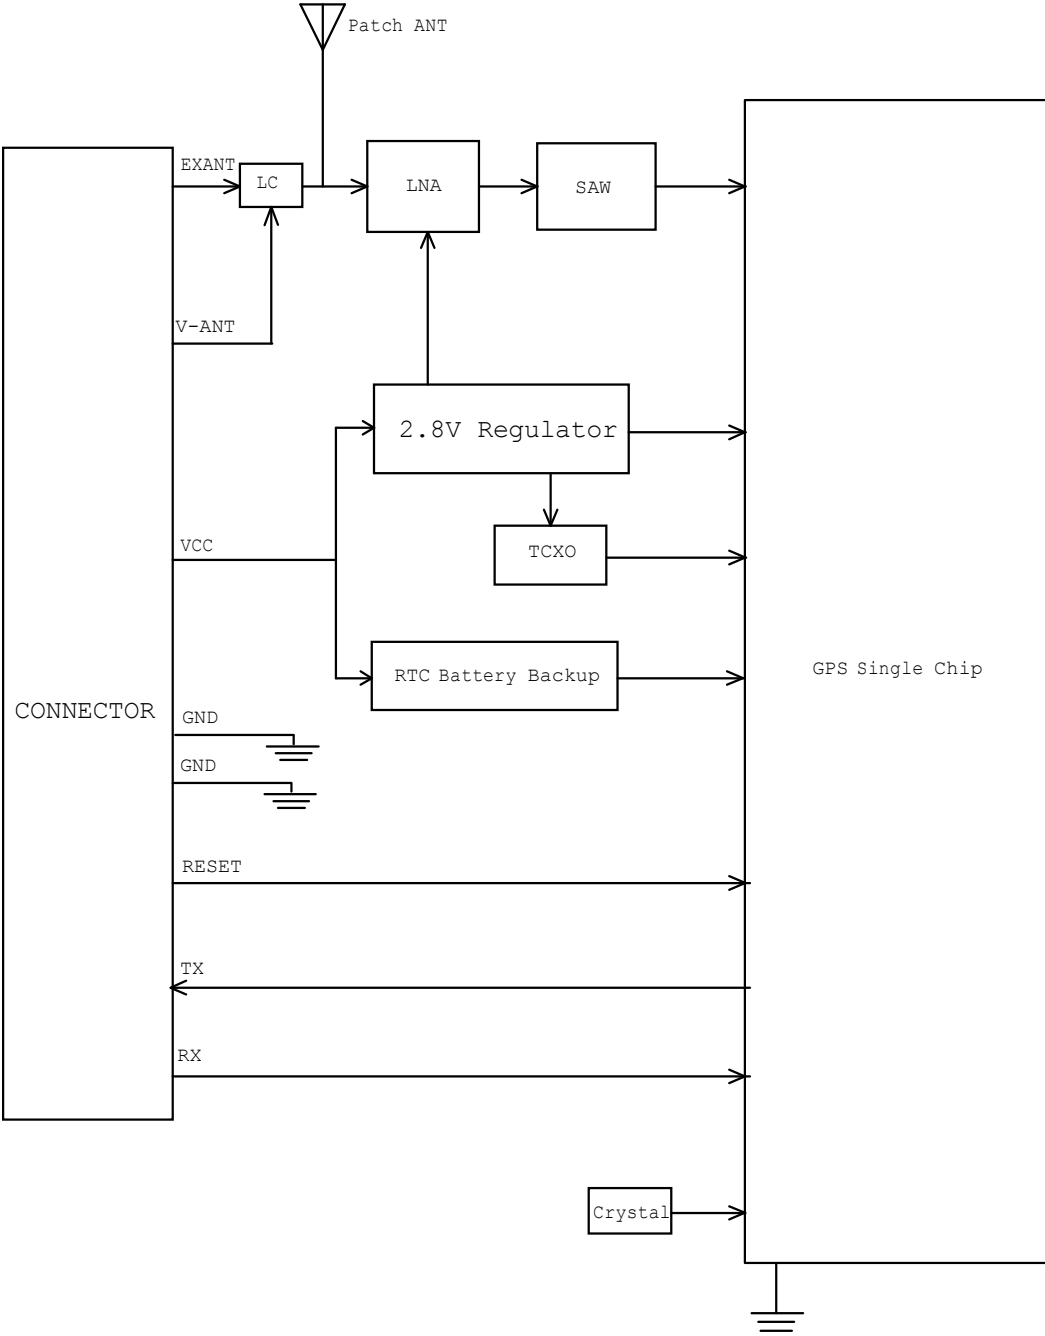 Patch ANT
EXANT
LC
LNA
SAW
V-ANT
2.8V Regulator
VCC
TCXO
RTC Battery Backup
GPS Single Chip
CONNECTOR
GND
GND
RESET
TX
RX
Crystal